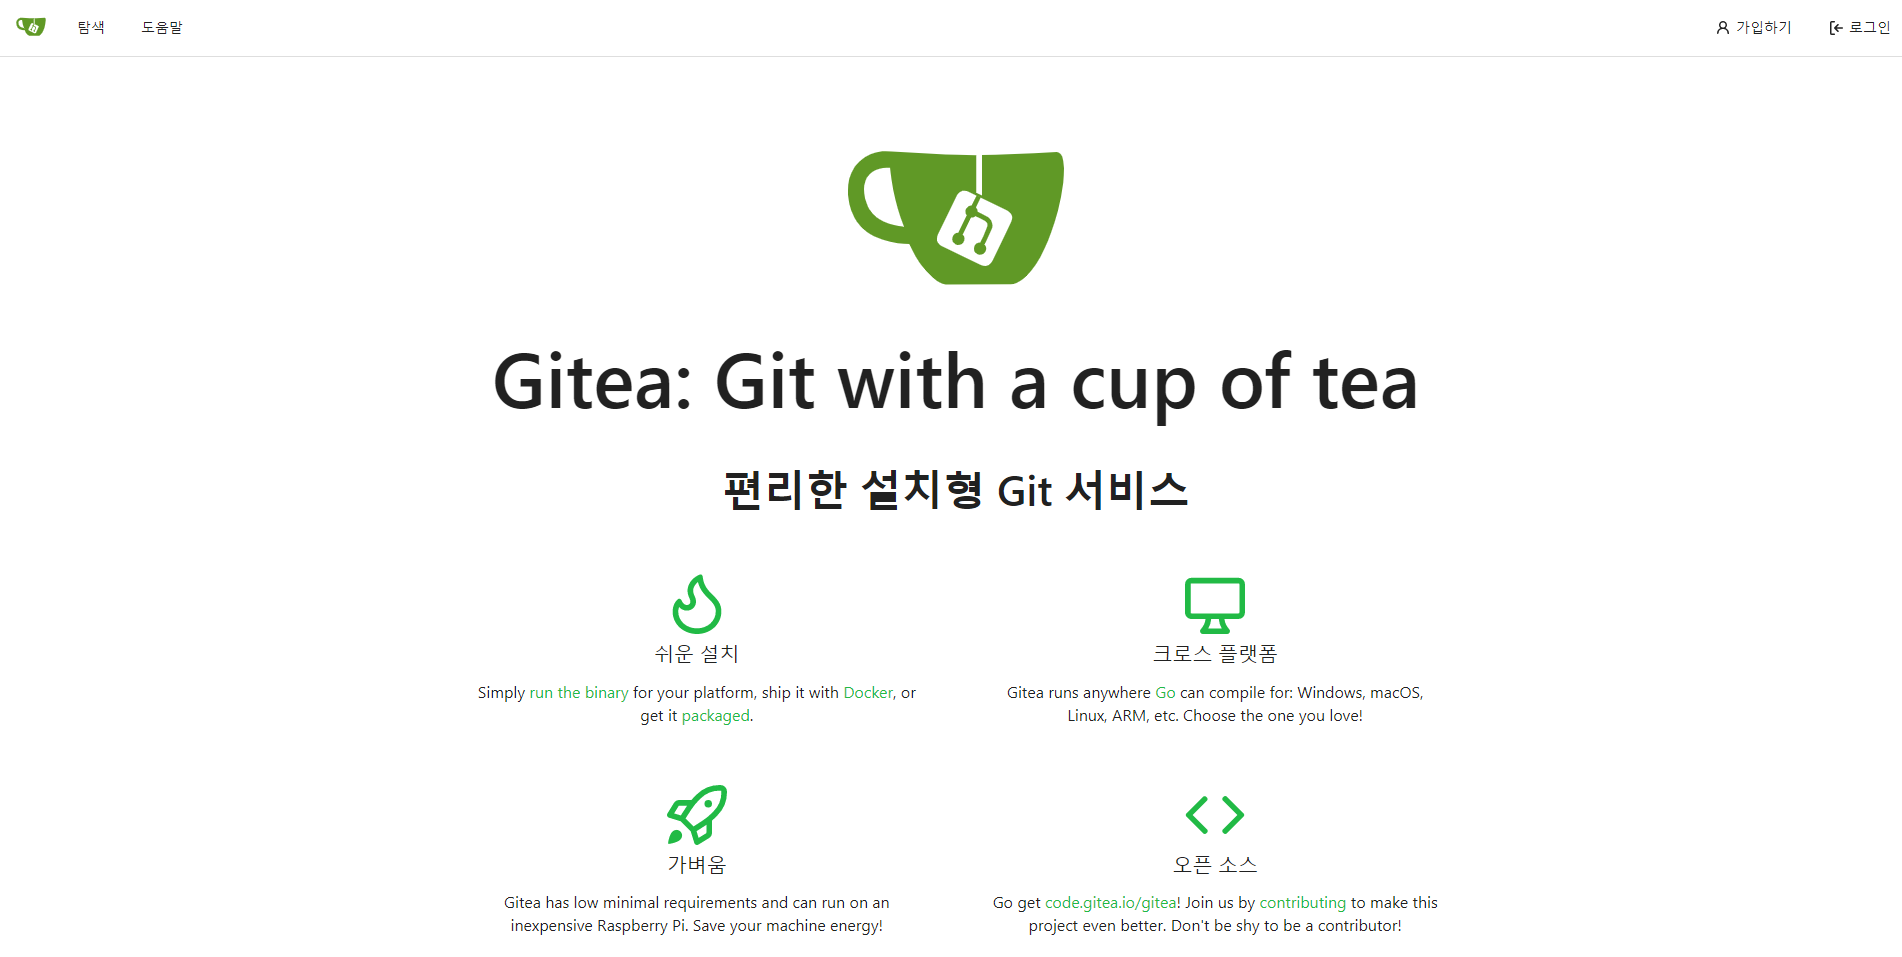 탐색 도움말 가입하기 로그인
Gitea: Git with a cup of tea
편리한 설치형 Git 서비스
쉬운 설치
Simply run the binary for your platform, ship it with Docker, or
get it packaged.
크로스 플랫폼
Gitea runs anywhere Go can compile for: Windows, macOS,
Linux, ARM, etc. Choose the one you love!
가벼움
Gitea has low minimal requirements and can run on an
inexpensive Raspberry Pi. Save your machine energy!
오픈 소스
Go get code.gitea.io/gitea! Join us by contributing to make this
project even better. Don't be shy to be a contributor!